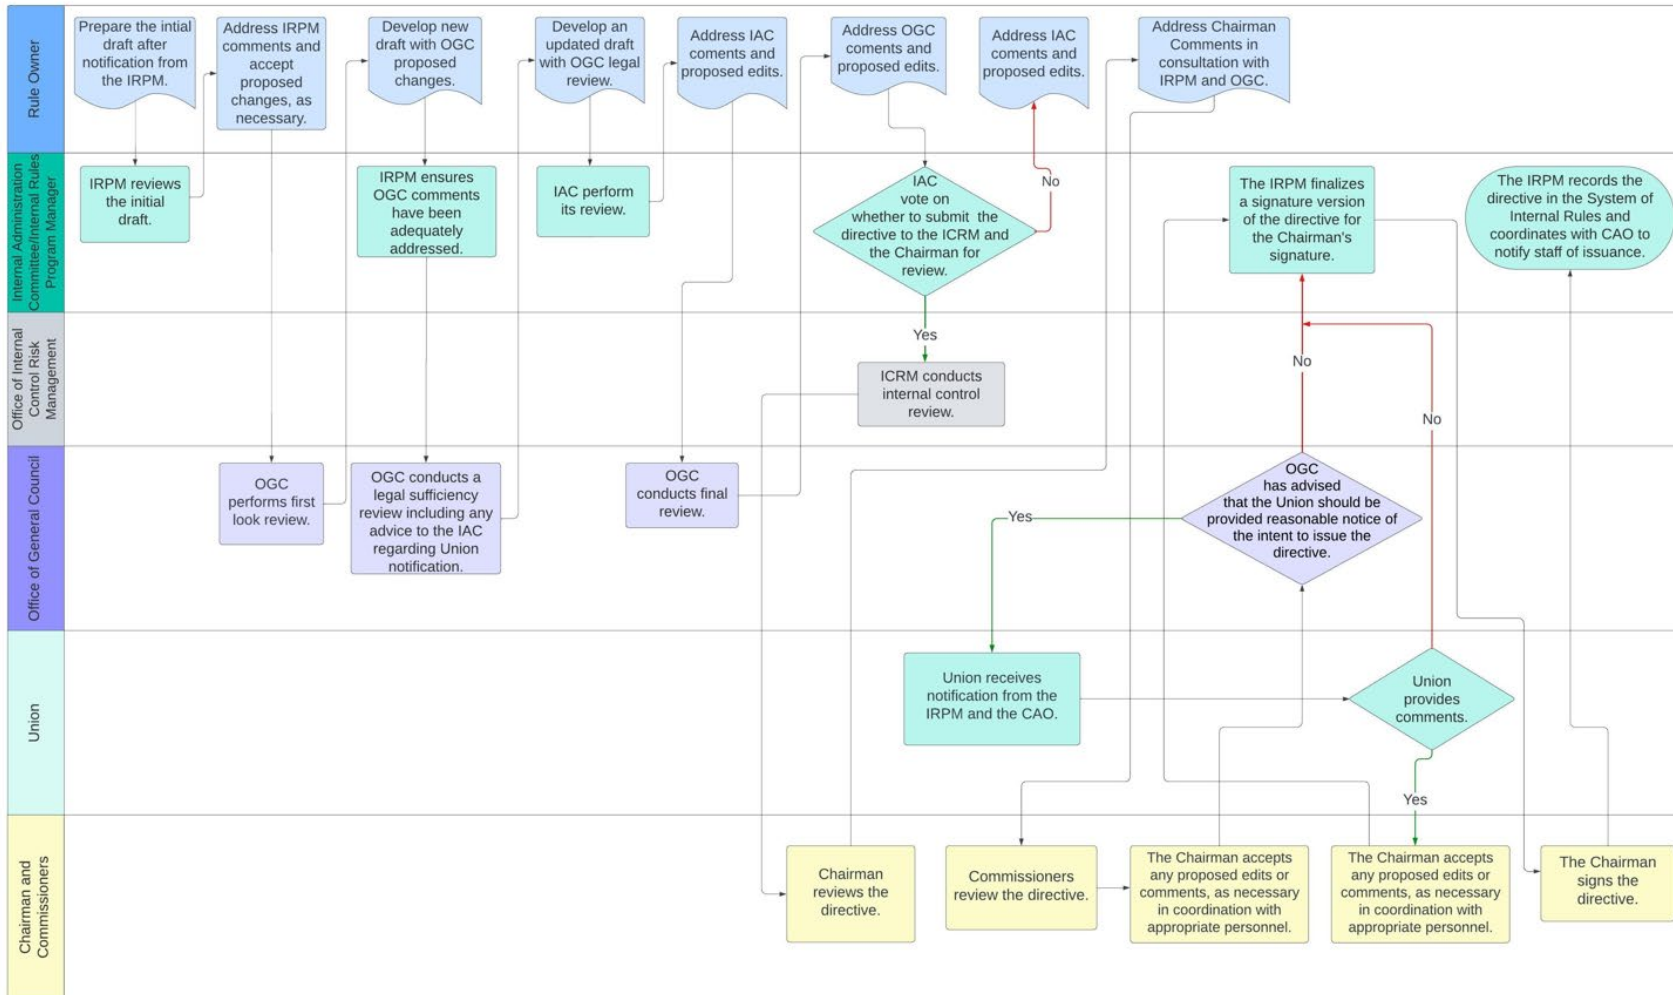 Rule Owner
Prepare the intial
draft after
notification from
the IRPM.
Address IRPM
comments and
accept
proposed
changes, as
necessary.
Develop new
draft with OGC
proposed
changes.
Develop an
updated draft
with OGC legal
review.
Address IAC
coments and
proposed edits.
Address OGC
coments and
proposed edits.
Address IAC
coments and
proposed edits.
Address Chairman
Comments in
consultation with
IRPM and OGC.
Internal Administration
Committee/Internal Rules
Program Manager
IRPM reviews
the initial
draft.
IRPM ensures
OGC comments
have been
adequately
addressed.
IAC perform
its review.
IAC
vote on
whether to submit the
directive to the ICRM and
the Chairman for
review.
No
Yes
The IRPM finalizes
a signature version
of the directive for
the Chairman's
signature.
The IRPM records the
directive in the System of
Internal Rules and
coordinates with CAO to
notify staff of issuance.
Office of Internal
Control Risk
Management
ICRM conducts
internal control
review.
No
No
Office of General Council
OGC
performs first
look review.
OGC conducts a
legal sufficiency
review including any
advice to the IAC
regarding Union
notification.
OGC
conducts final
review.
Yes
OGC
has advised
that the Union should be
provided reasonable notice of
the intent to issue the
directive.
Union
Union receives
notification from the
IRPM and the CAO.
Union
provides
comments.
Yes
Chairman and
Commissioners
Chairman
reviews the
directive.
Commissioners
review the directive.
The Chairman accepts
any proposed edits or
comments, as necessary
in coordination with
appropriate personnel.
The Chairman accepts
any proposed edits or
comments, as necessary
in coordination with
appropriate personnel.
The Chairman
signs the
directive.